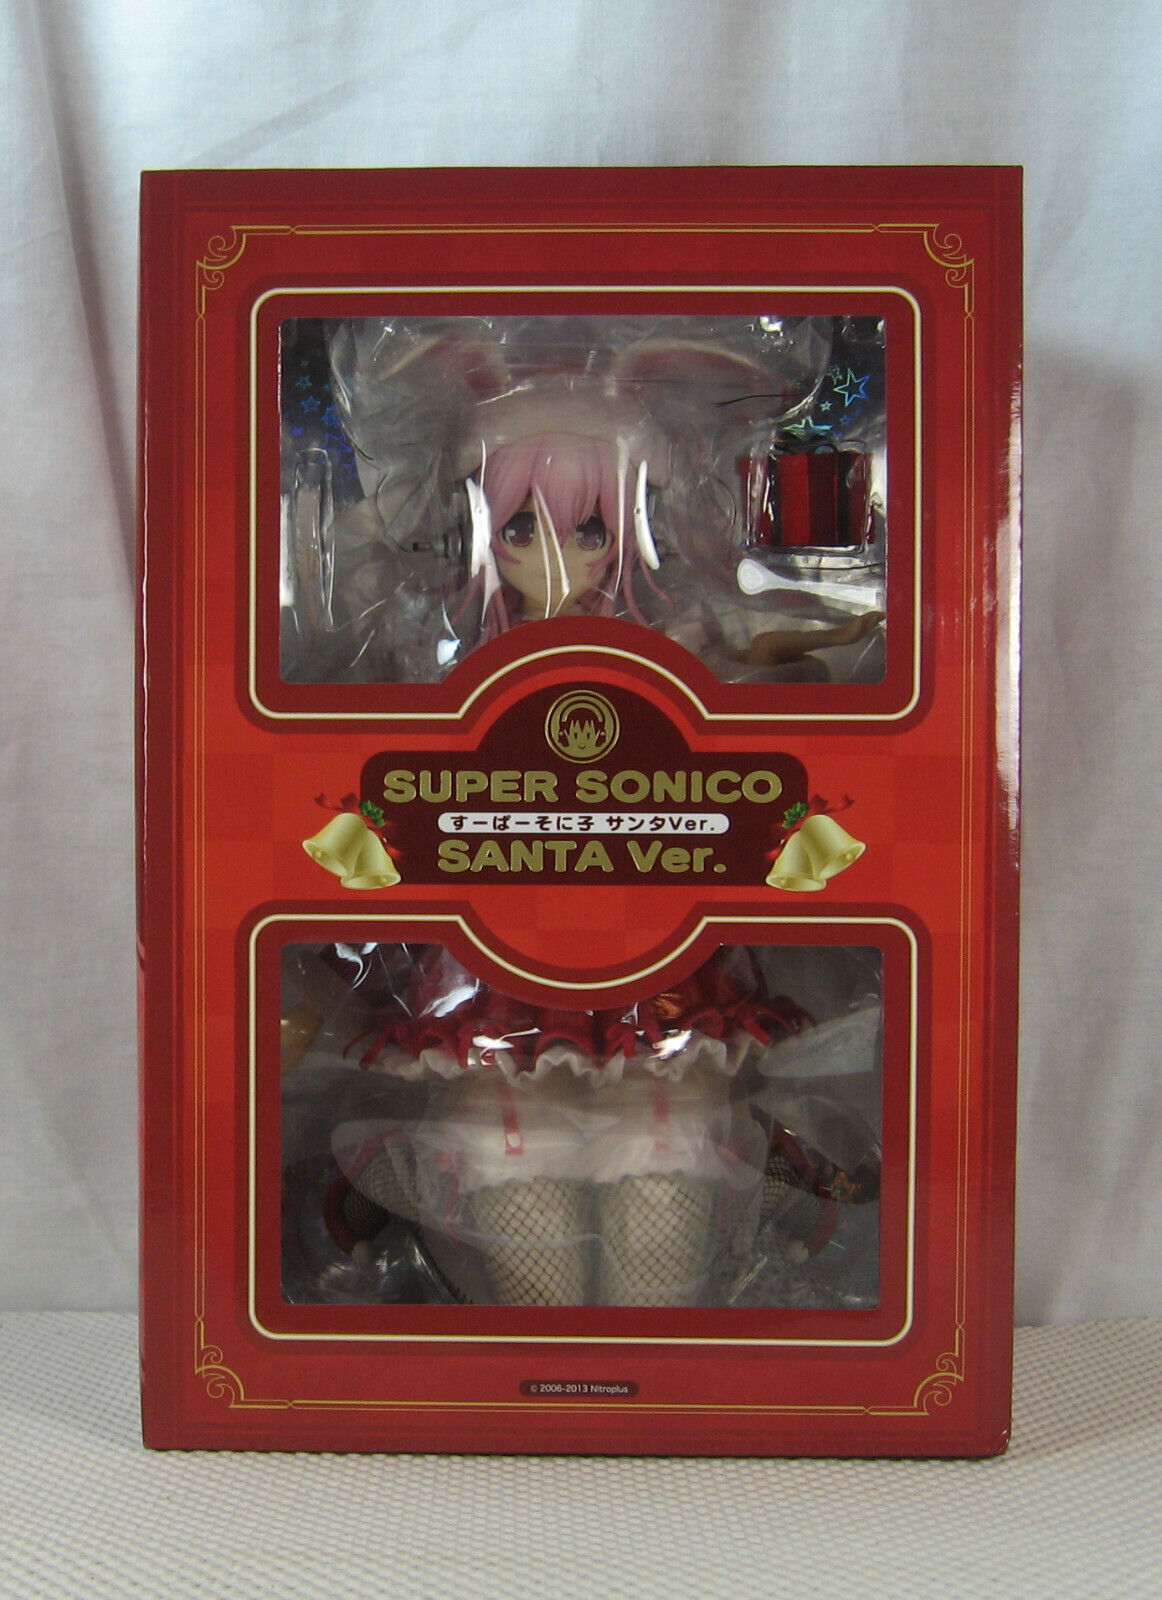 SUPER SONICO
すーぱーそに子 サンタVer.
SANTA Ver.
© 2006-2013 Nitroplus